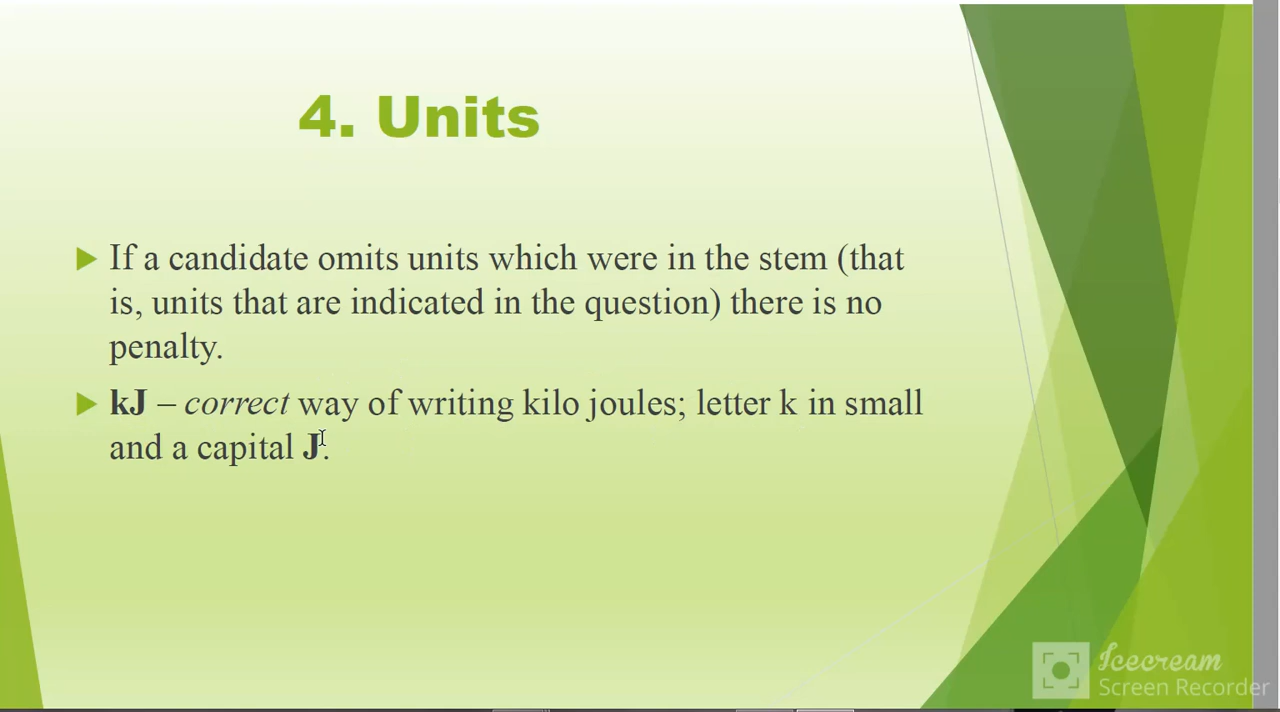 4. Units
If a candidate omits units which were in the stem (that
is, units that are indicated in the question) there is no
penalty.
kJ – correct way of writing kilo joules; letter k in small
and a capital J.
Icecream
Screen Recorder